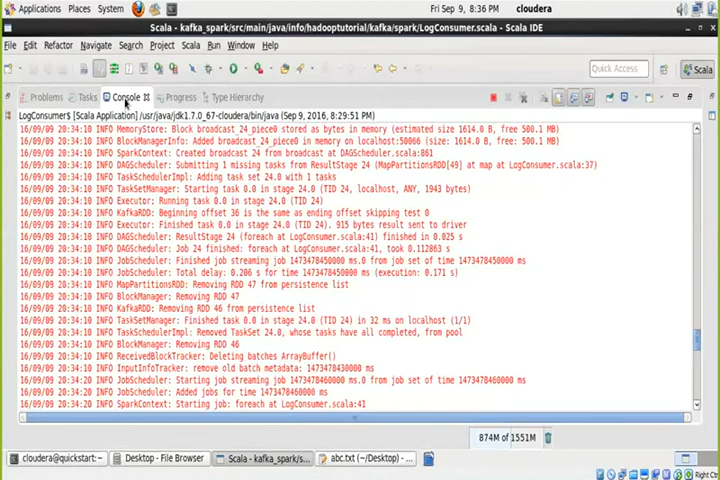 Applications Places System Fri Sep 9, 8:36 PM cloudera
Scala - kafka_spark/src/main/java/info/hadooptutorial/kafka/spark/LogConsumer.scala - Scala IDE
File Edit Refactor Navigate Search Project Scala Run Window Help
Quick Access Scala
Problems Tasks Console Progress Type Hierarchy
LogConsumer$ [Scala Application] /usr/java/jdk1.7.0_67-cloudera/bin/java (Sep 9, 2016, 8:29:51 PM)
16/09/09 20:34:10 INFO MemoryStore: Block broadcast_24_piece0 stored as bytes in memory (estimated size 1614.0 B, free 500.1 MB)
16/09/09 20:34:10 INFO BlockManagerInfo: Added broadcast_24_piece0 in memory on localhost:50066 (size: 1614.0 B, free: 500.1 MB)
16/09/09 20:34:10 INFO SparkContext: Created broadcast 24 from broadcast at DAGScheduler.scala:861
16/09/09 20:34:10 INFO DAGScheduler: Submitting 1 missing tasks from ResultStage 24 (MapPartitionsRDD[49] at map at LogConsumer.scala:37)
16/09/09 20:34:10 INFO TaskSchedulerImpl: Adding task set 24.0 with 1 tasks
16/09/09 20:34:10 INFO TaskSetManager: Starting task 0.0 in stage 24.0 (TID 24, localhost, ANY, 1943 bytes)
16/09/09 20:34:10 INFO Executor: Running task 0.0 in stage 24.0 (TID 24)
16/09/09 20:34:10 INFO KafkaRDD: Beginning offset 36 is the same as ending offset skipping test 0
16/09/09 20:34:10 INFO Executor: Finished task 0.0 in stage 24.0 (TID 24). 915 bytes result sent to driver
16/09/09 20:34:10 INFO DAGScheduler: ResultStage 24 (foreach at LogConsumer.scala:41) finished in 0.025 s
16/09/09 20:34:10 INFO DAGScheduler: Job 24 finished: foreach at LogConsumer.scala:41, took 0.112863 s
16/09/09 20:34:10 INFO JobScheduler: Finished job streaming job 1473478450000 ms.0 from job set of time 1473478450000 ms
16/09/09 20:34:10 INFO JobScheduler: Total delay: 0.206 s for time 1473478450000 ms (execution: 0.171 s)
16/09/09 20:34:10 INFO MapPartitionsRDD: Removing RDD 47 from persistence list
16/09/09 20:34:10 INFO BlockManager: Removing RDD 47
16/09/09 20:34:10 INFO KafkaRDD: Removing RDD 46 from persistence list
16/09/09 20:34:10 INFO TaskSetManager: Finished task 0.0 in stage 24.0 (TID 24) in 32 ms on localhost (1/1)
16/09/09 20:34:10 INFO TaskSchedulerImpl: Removed TaskSet 24.0, whose tasks have all completed, from pool
16/09/09 20:34:10 INFO BlockManager: Removing RDD 46
16/09/09 20:34:10 INFO ReceivedBlockTracker: Deleting batches ArrayBuffer()
16/09/09 20:34:10 INFO InputInfoTracker: remove old batch metadata: 1473478430000 ms
16/09/09 20:34:20 INFO JobScheduler: Starting job streaming job 1473478460000 ms.0 from job set of time 1473478460000 ms
16/09/09 20:34:20 INFO JobScheduler: Added jobs for time 1473478460000 ms
16/09/09 20:34:20 INFO SparkContext: Starting job: foreach at LogConsumer.scala:41
874M of 1551M
cloudera@quickstart:~ Desktop - File Browser Scala - kafka_spark/s... abc.txt (~/Desktop) - ...
Right Ctrl